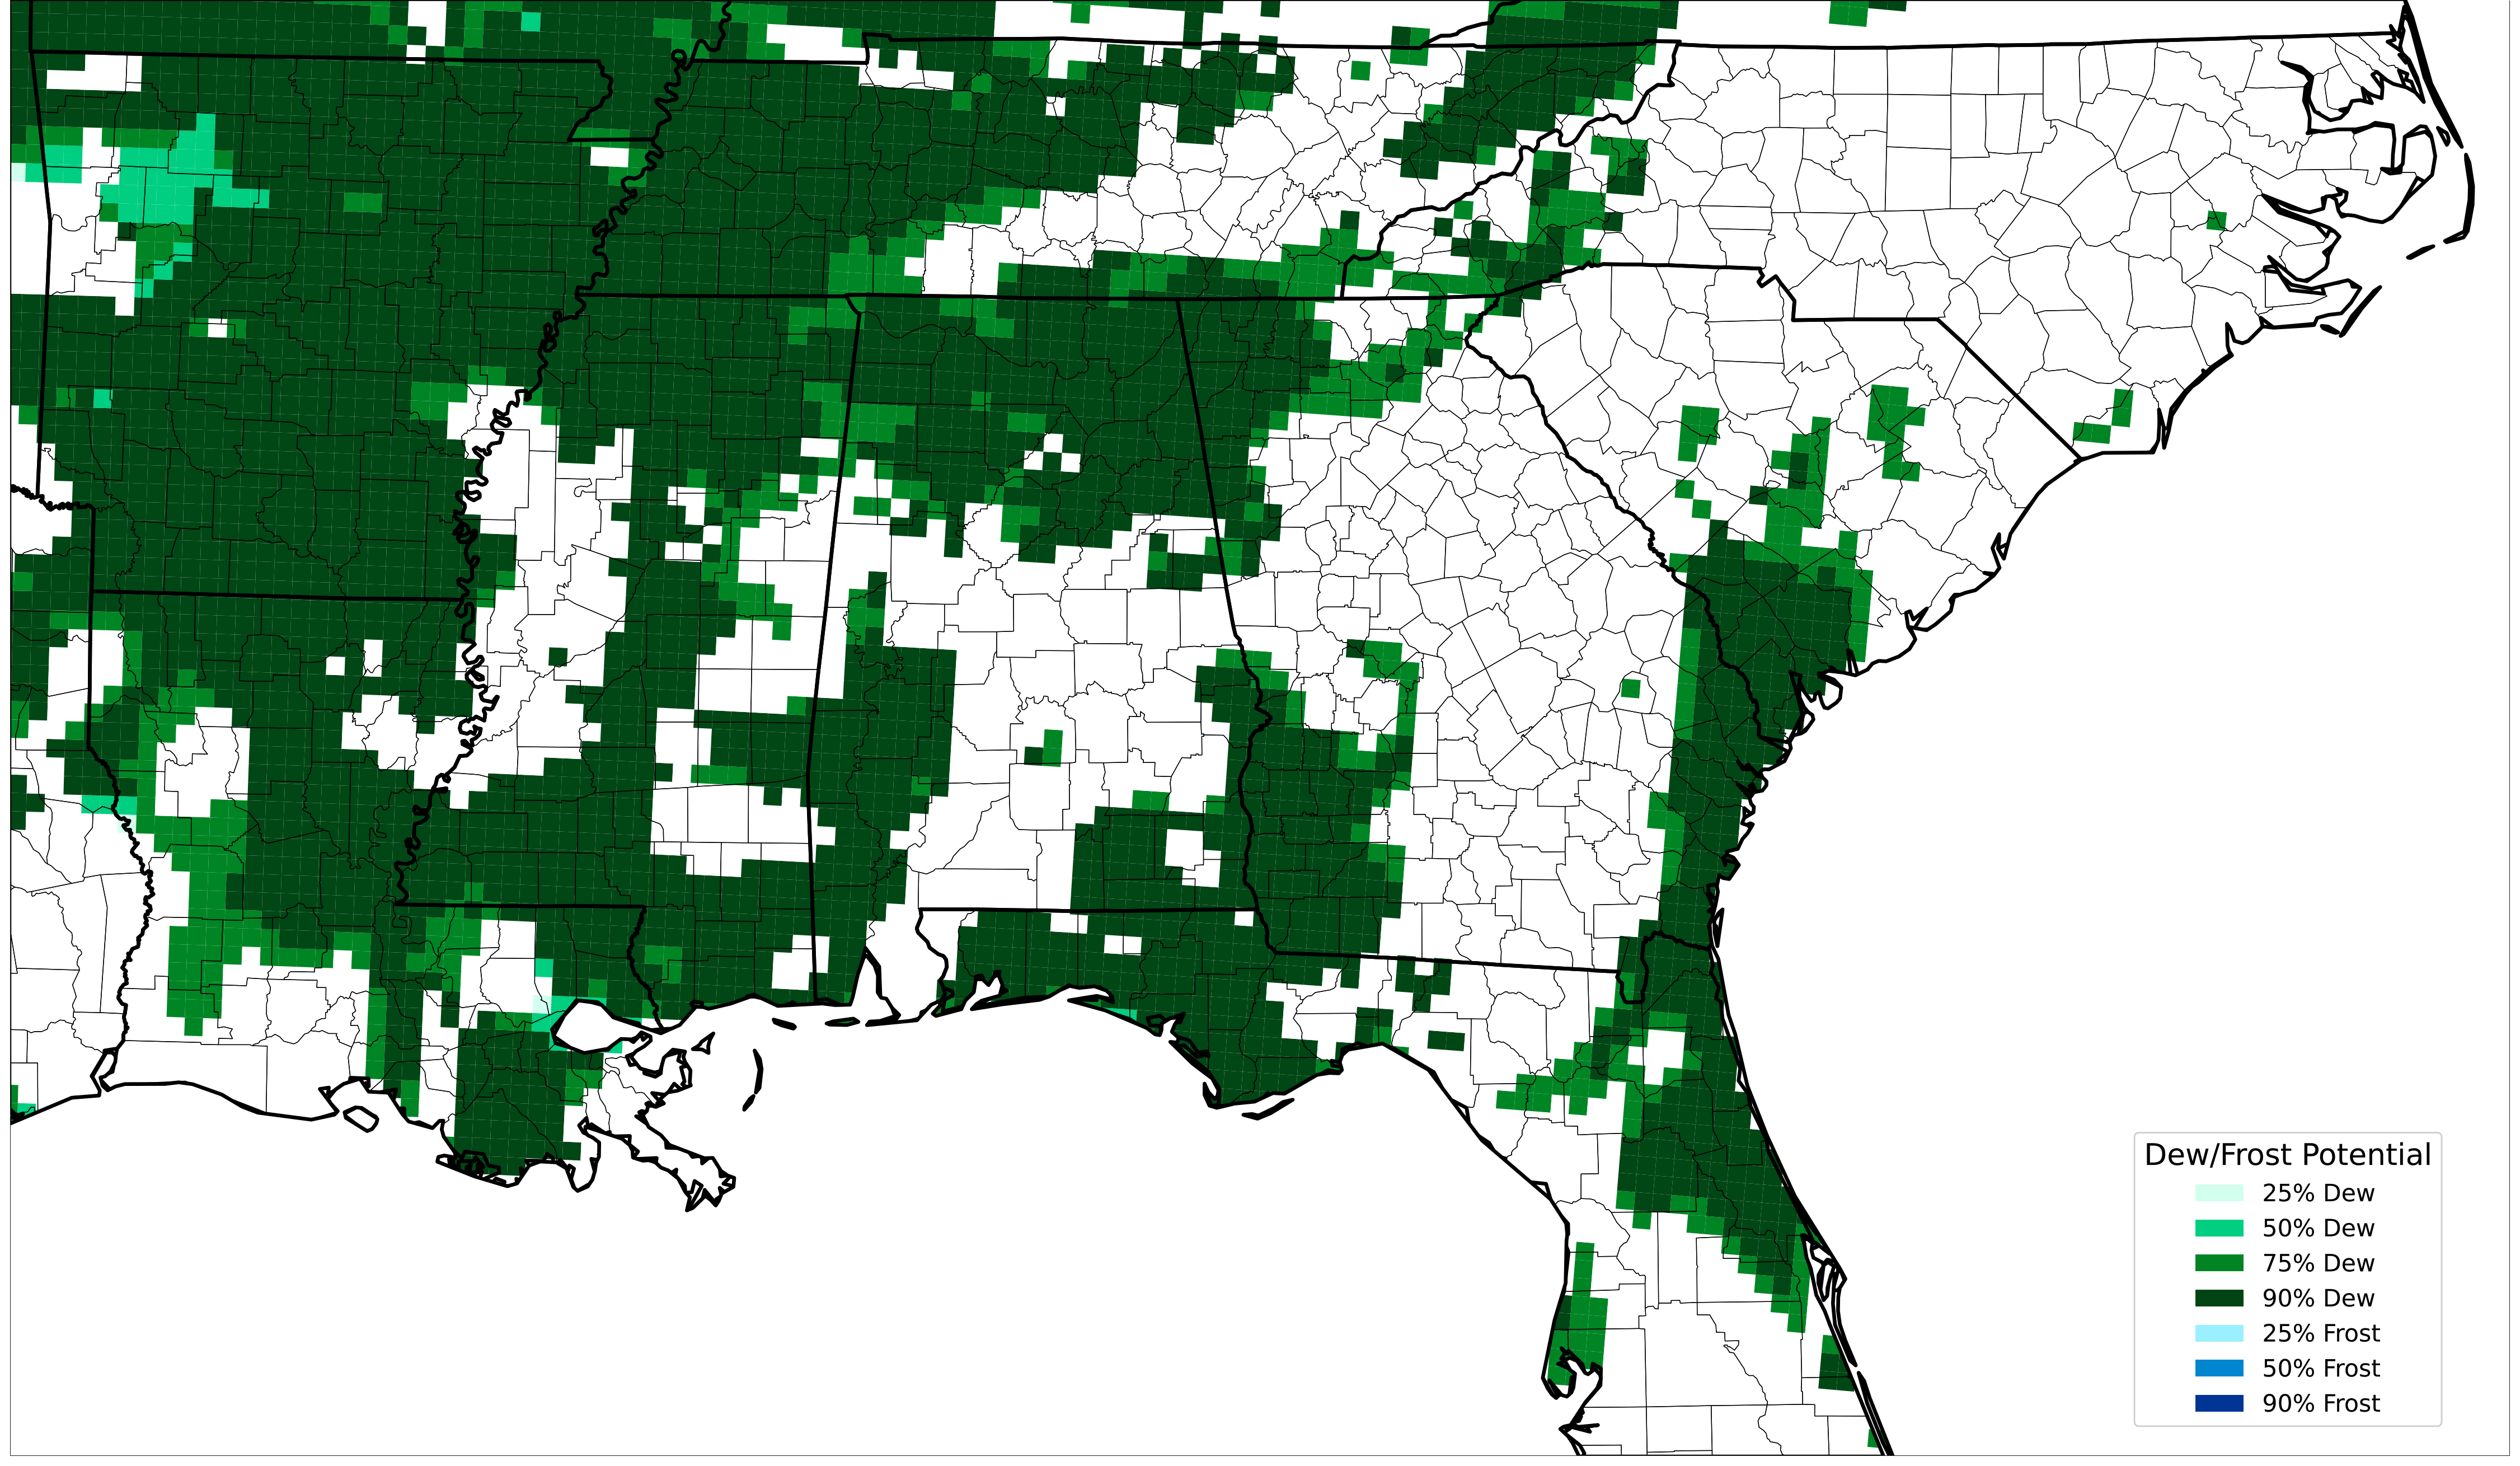 Dew/Frost Potential
25% Dew
50% Dew
75% Dew
90% Dew
25% Frost
50% Frost
90% Frost